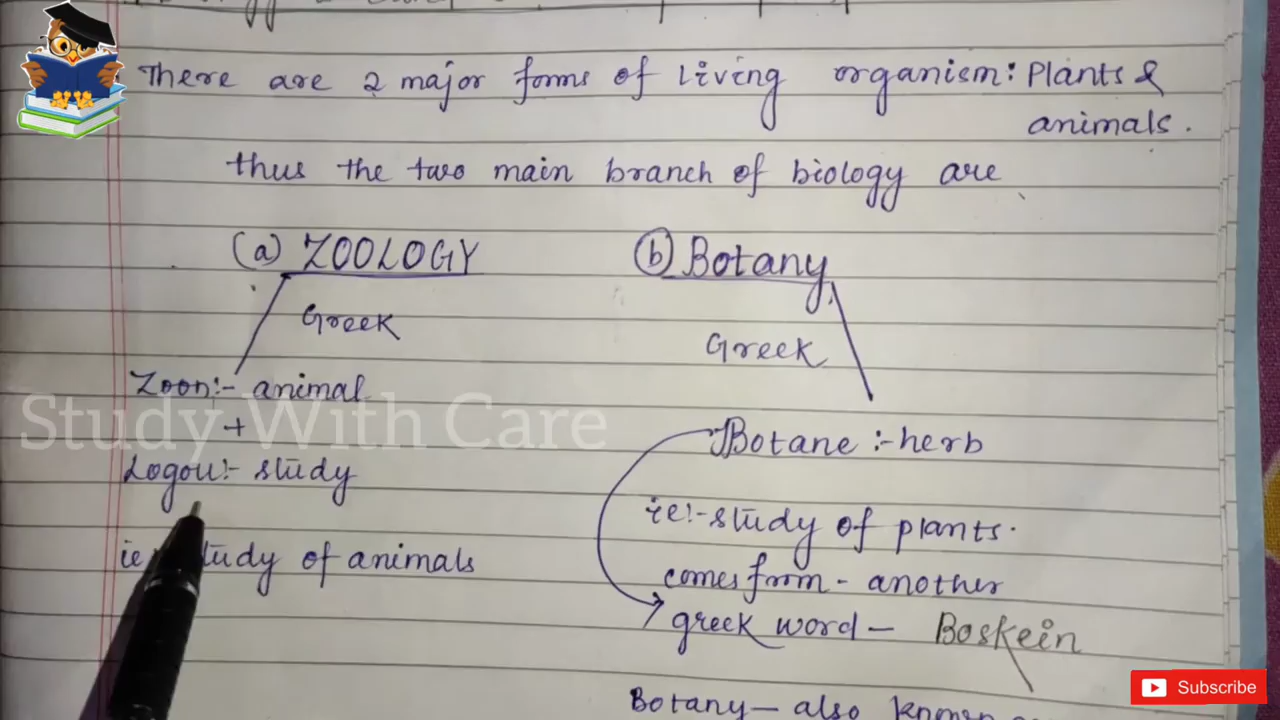 There are 2 major forms of Living organism: Plants &
animals.
thus the two main branch of biology are
(a) ZOOLOGY
(b) Botany
Greek
Zoon:- animal
+
Logou:- study
ie study of animals
Greek
Botane :- herb
ie:- study of plants.
comes from - another
greek word - Boskein
Botany - also known
Study With Care
Subscribe